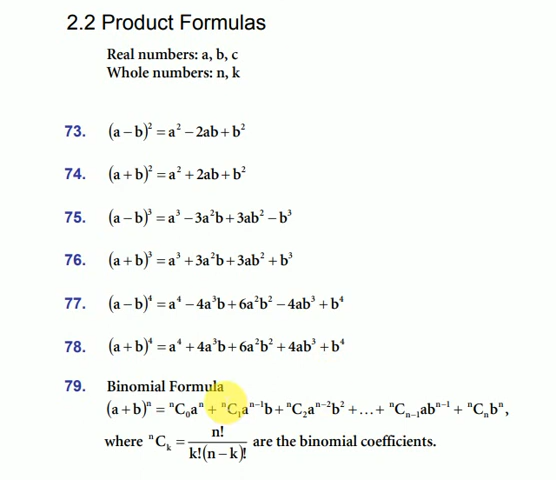 2.2 Product Formulas
Real numbers: a, b, c
Whole numbers: n, k
73. (a − b)² = a² − 2ab + b²
74. (a + b)² = a² + 2ab + b²
75. (a − b)³ = a³ − 3a²b + 3ab² − b³
76. (a + b)³ = a³ + 3a²b + 3ab² + b³
77. (a − b)⁴ = a⁴ − 4a³b + 6a²b² − 4ab³ + b⁴
78. (a + b)⁴ = a⁴ + 4a³b + 6a²b² + 4ab³ + b⁴
79. Binomial Formula
(a + b)ⁿ = ⁿC₀aⁿ + ⁿC₁aⁿ⁻¹b + ⁿC₂aⁿ⁻²b² + … + ⁿCₙ₋₁abⁿ⁻¹ + ⁿCₙbⁿ,
where ⁿCₖ = n! / k!(n − k)! are the binomial coefficients.